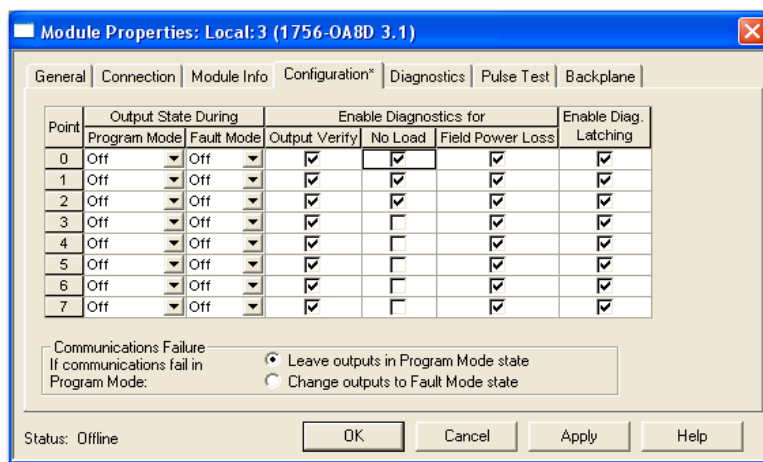 Module Properties: Local:3 (1756-OA8D 3.1)
General Connection Module Info Configuration* Diagnostics Pulse Test Backplane
Point Output State During Enable Diagnostics for Enable Diag. Latching
Program Mode Fault Mode Output Verify No Load Field Power Loss
0 Off Off
1 Off Off
2 Off Off
3 Off Off
4 Off Off
5 Off Off
6 Off Off
7 Off Off
Communications Failure
If communications fail in Program Mode:
Leave outputs in Program Mode state
Change outputs to Fault Mode state
Status: Offline OK Cancel Apply Help